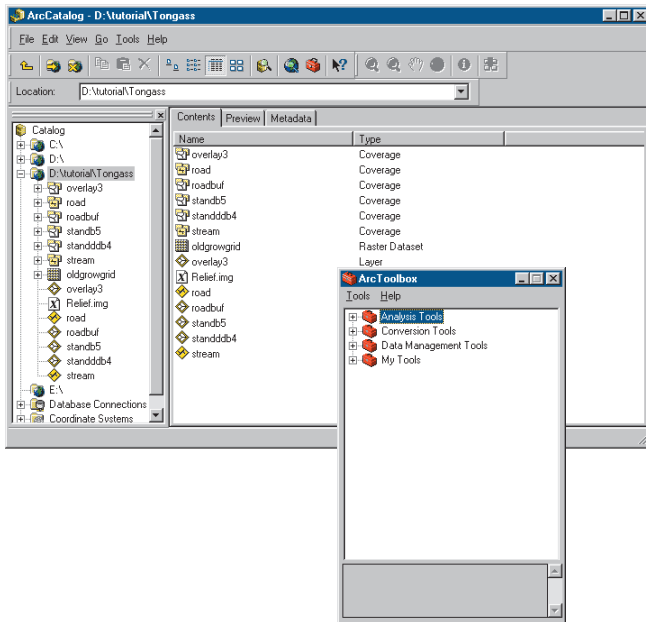 ArcCatalog - D:\tutorial\Tongass
File Edit View Go Tools Help
Location: D:\tutorial\Tongass
Catalog
C:\
D:\
D:\tutorial\Tongass
overlay3
road
roadbuf
standb5
standddb4
stream
oldgrowgrid
overlay3
Relief.img
road
roadbuf
standb5
standddb4
stream
E:\
Database Connections
Coordinate Systems
Contents Preview Metadata
Name Type
overlay3 Coverage
road Coverage
roadbuf Coverage
standb5 Coverage
standddb4 Coverage
stream Coverage
oldgrowgrid Raster Dataset
overlay3 Layer
Relief.img
road
roadbuf
standb5
standddb4
stream
ArcToolbox
Tools Help
Analysis Tools
Conversion Tools
Data Management Tools
My Tools